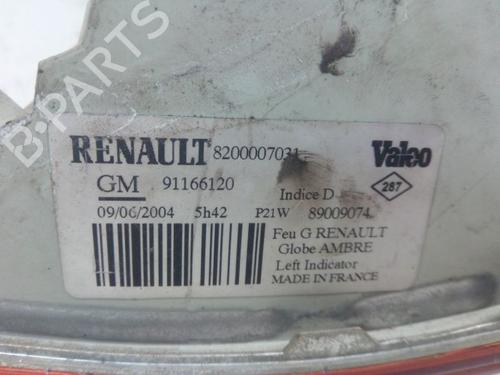 RENAULT 8200007031 Valeo
GM 91166120 Indice D 287
09/06/2004 5h42 P21W 89009074
Feu G RENAULT
Globe AMBRE
Left Indicator
MADE IN FRANCE
B-PARTS